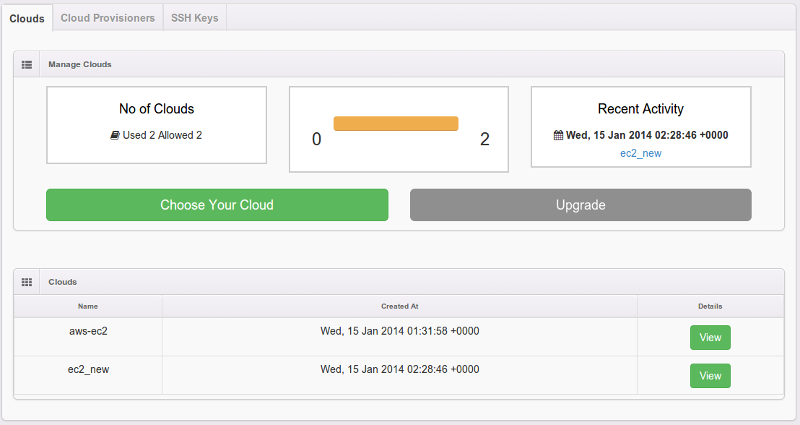 Clouds Cloud Provisioners SSH Keys
Manage Clouds
No of Clouds
Used 2 Allowed 2
0 2
Recent Activity
Wed, 15 Jan 2014 02:28:46 +0000
ec2_new
Choose Your Cloud Upgrade
Clouds
Name Created At Details
aws-ec2 Wed, 15 Jan 2014 01:31:58 +0000 View
ec2_new Wed, 15 Jan 2014 02:28:46 +0000 View